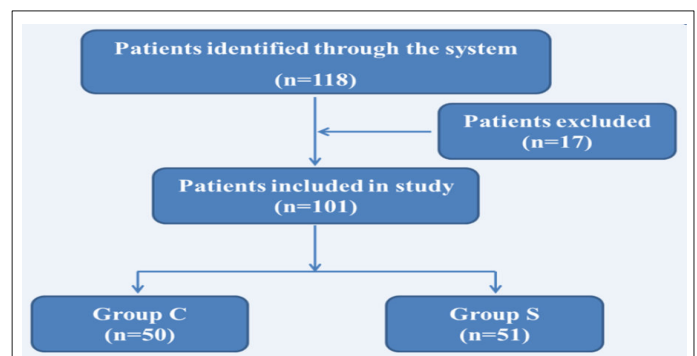 Patients identified through the system
(n=118)
Patients excluded
(n=17)
Patients included in study
(n=101)
Group C
(n=50)
Group S
(n=51)